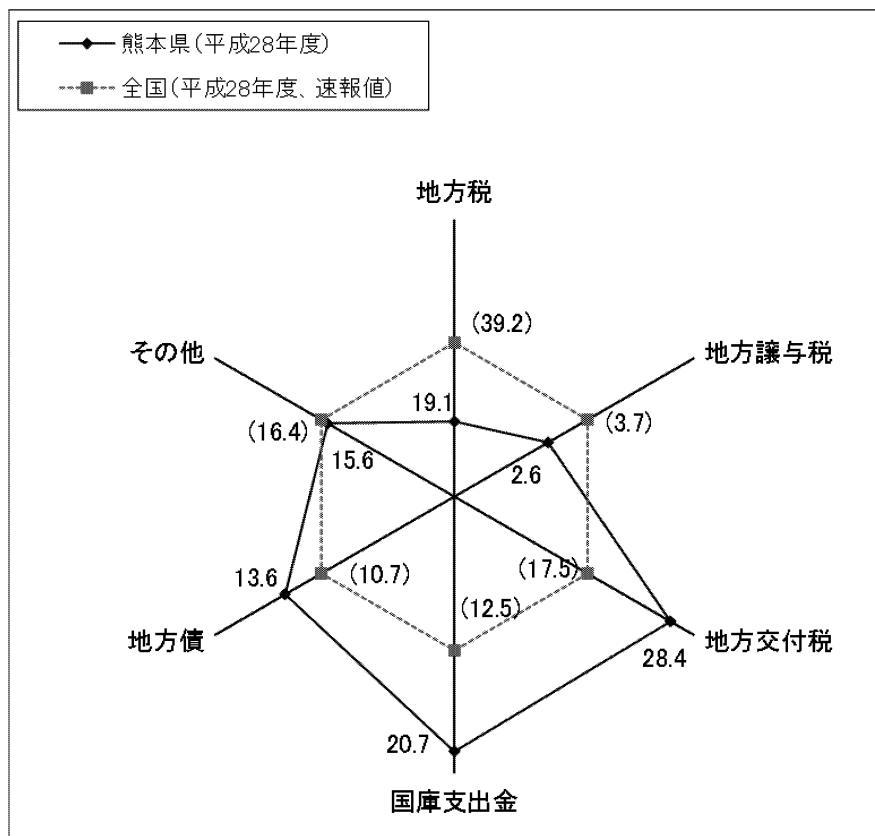 熊本県(平成28年度)
全国(平成28年度、速報値)
地方税
(39.2)
その他
地方譲与税
19.1
(16.4)
(3.7)
15.6
2.6
13.6
(10.7)
(17.5)
(12.5)
地方債
地方交付税
28.4
20.7
国庫支出金